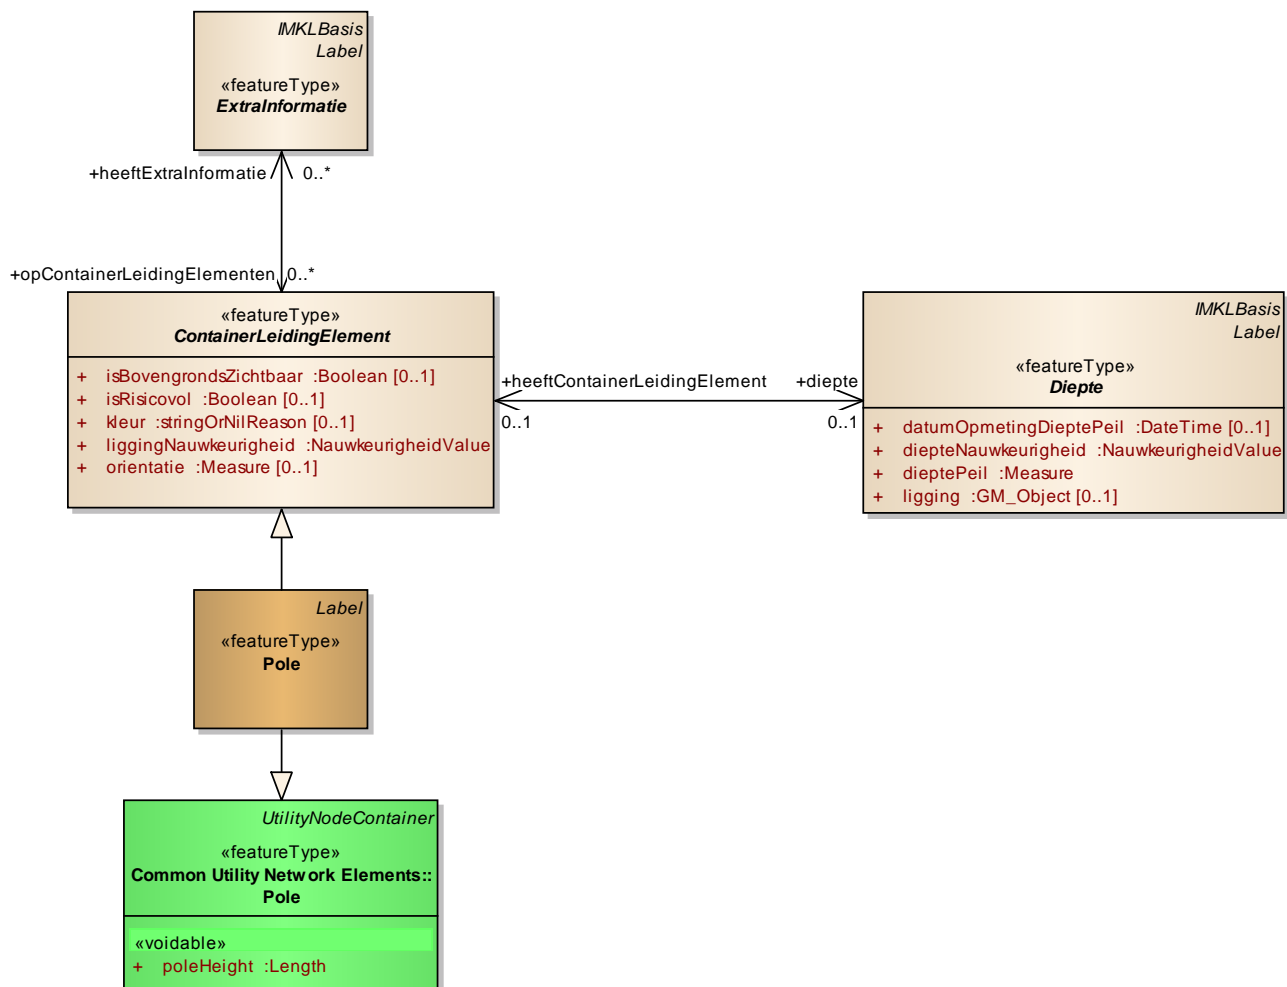 IMKLBasis
Label
«featureType»
ExtraInformatie
+heeftExtraInformatie 0..*
+opContainerLeidingElementen 0..*
«featureType»
ContainerLeidingElement
+ isBovengrondsZichtbaar :Boolean [0..1]
+ isRisicovol :Boolean [0..1]
+ kleur :stringOrNilReason [0..1]
+ liggingNauwkeurigheid :NauwkeurigheidValue
+ orientatie :Measure [0..1]
+heeftContainerLeidingElement +diepte
0..1 0..1
IMKLBasis
Label
«featureType»
Diepte
+ datumOpmetingDieptePeil :DateTime [0..1]
+ diepteNauwkeurigheid :NauwkeurigheidValue
+ dieptePeil :Measure
+ ligging :GM_Object [0..1]
Label
«featureType»
Pole
UtilityNodeContainer
«featureType»
Common Utility Network Elements::
Pole
«voidable»
+ poleHeight :Length